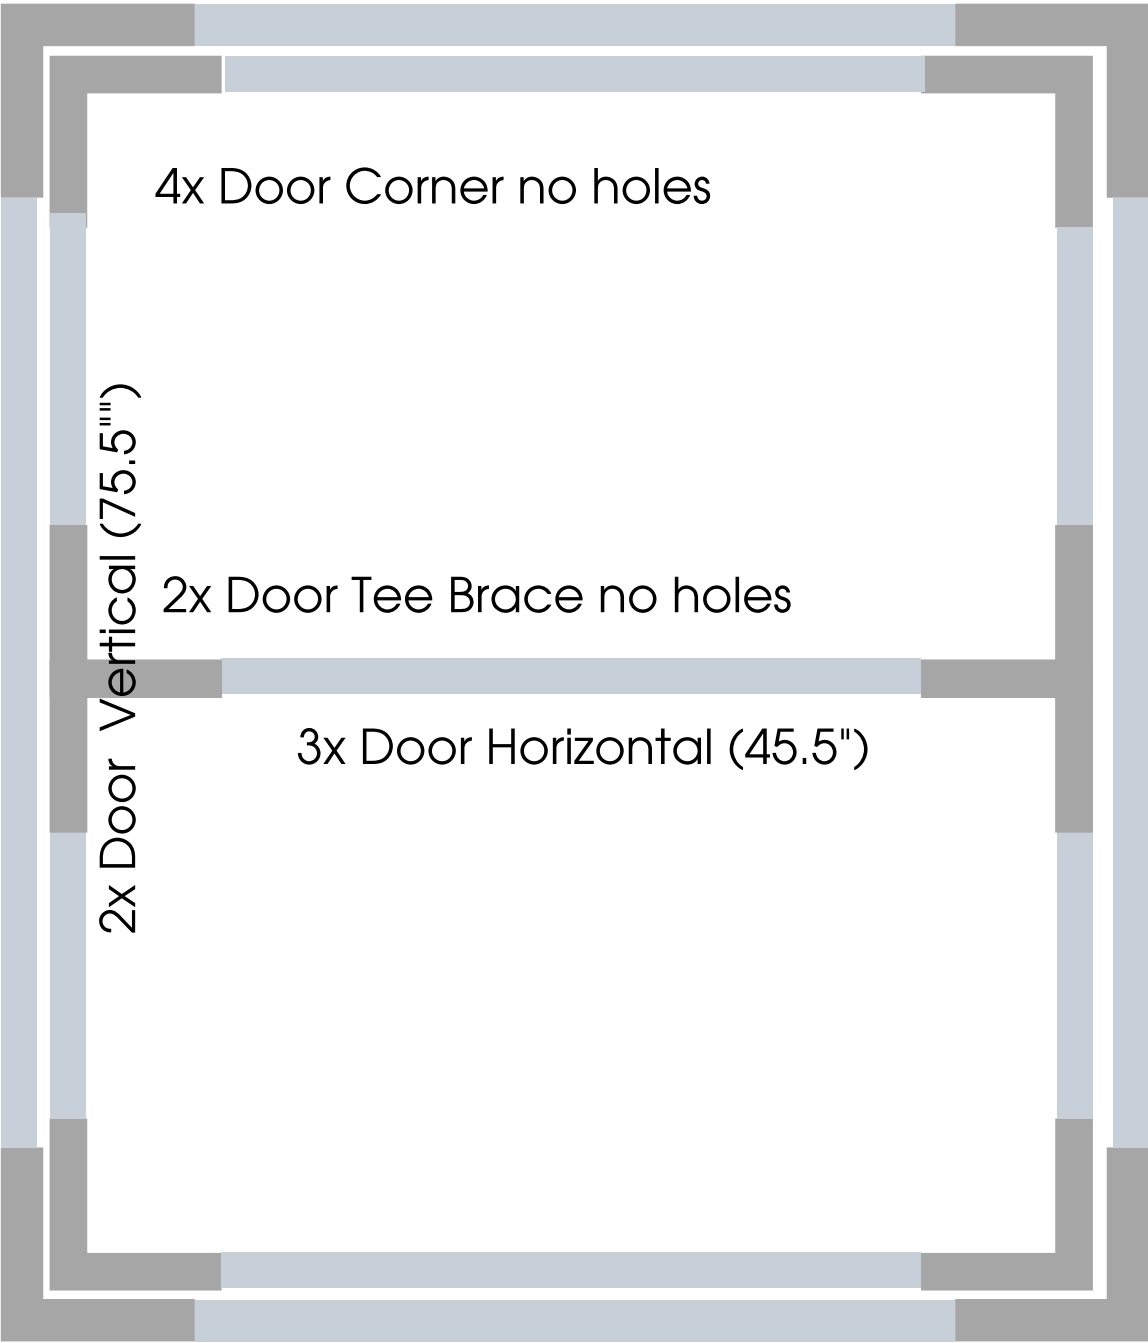 4x Door Corner no holes
2x Door Vertical (75.5"")
2x Door Tee Brace no holes
3x Door Horizontal (45.5")